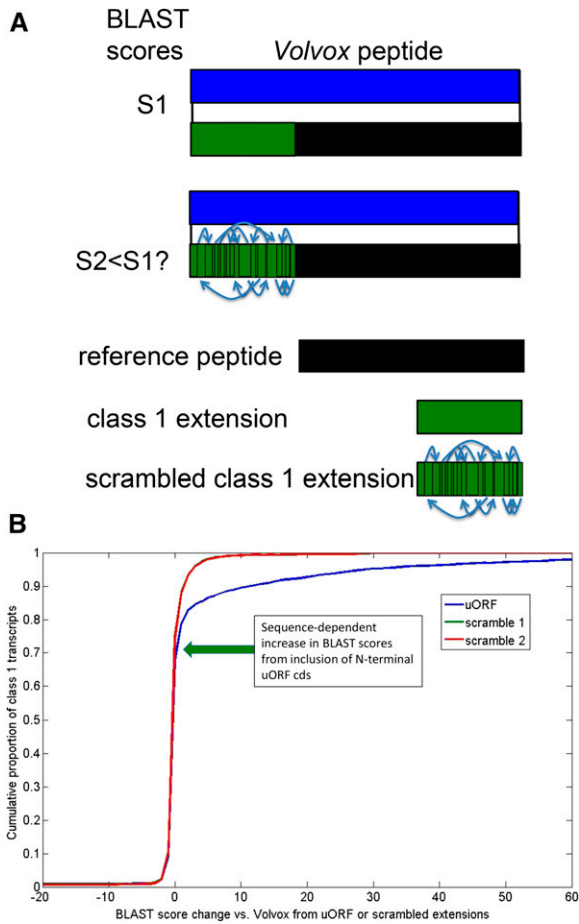 A
BLAST
scores
Volvox peptide
S1
S2<S1?
reference peptide
class 1 extension
scrambled class 1 extension
B
Cumulative proportion of class 1 transcripts
1
0.9
0.8
0.7
0.6
0.5
0.4
0.3
0.2
0.1
0
-20
-10
0
10
20
30
40
50
60
uORF
scramble 1
scramble 2
Sequence-dependent
increase in BLAST scores
from inclusion of N-terminal
uORF cds
BLAST score change vs. Volvox from uORF or scrambled extensions